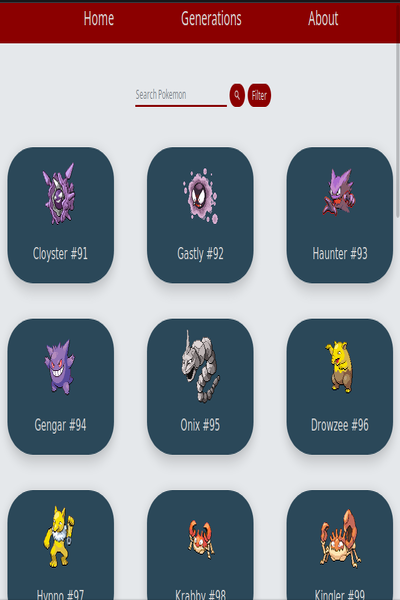 Home Generations About
Search Pokemon Filter
Cloyster #91 Gastly #92 Haunter #93
Gengar #94 Onix #95 Drowzee #96
Hypno #97 Krabby #98 Kingler #99